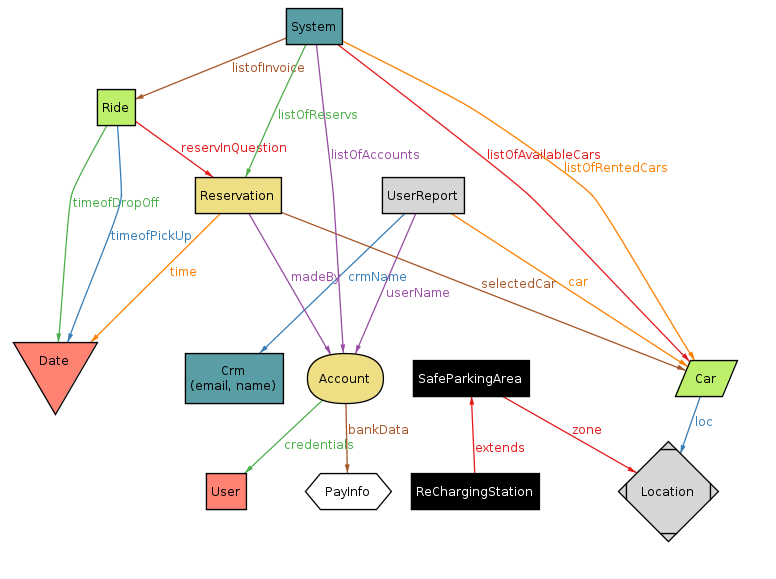 System
listofInvoice
Ride
listOfReservs
reservInQuestion
listOfAccounts
listOfAvailableCars
listOfRentedCars
Reservation
UserReport
timeofDropOff
timeofPickUp
time
madeBy
crmName
userName
selectedCar
car
Date
Crm
(email, name)
Account
SafeParkingArea
Car
loc
bankData
zone
credentials
extends
User
PayInfo
ReChargingStation
Location